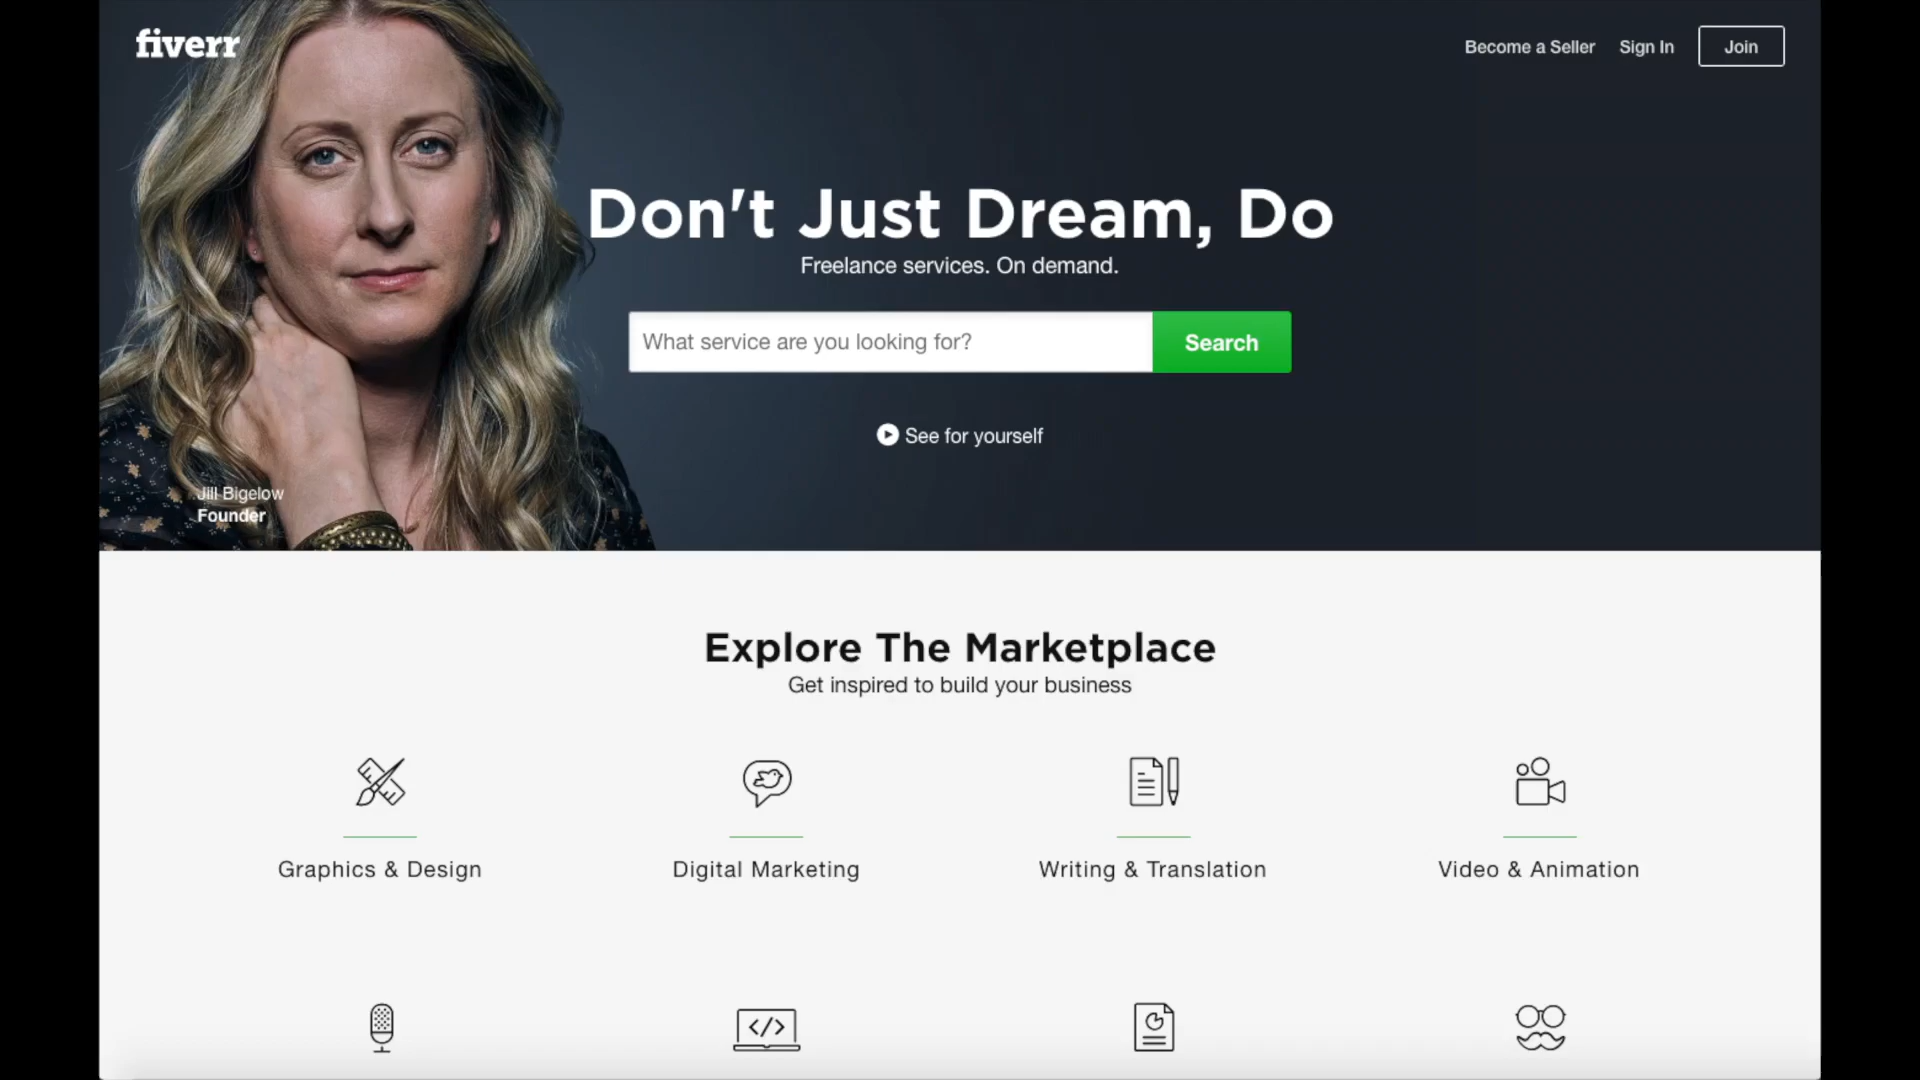 fiverr
Become a Seller
Sign In
Join
Don't Just Dream, Do
Freelance services. On demand.
What service are you looking for?
Search
See for yourself
Jill Bigelow
Founder
Explore The Marketplace
Get inspired to build your business
Graphics & Design
Digital Marketing
Writing & Translation
Video & Animation